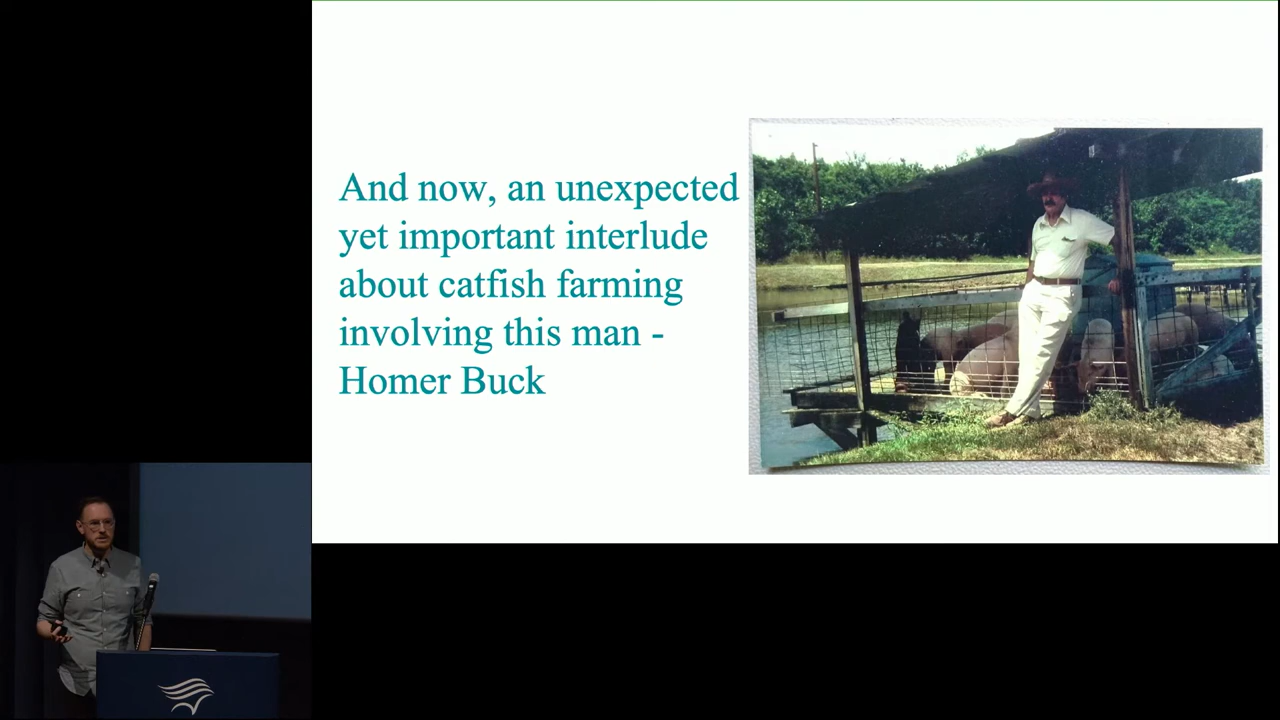 And now, an unexpected
yet important interlude
about catfish farming
involving this man -
Homer Buck